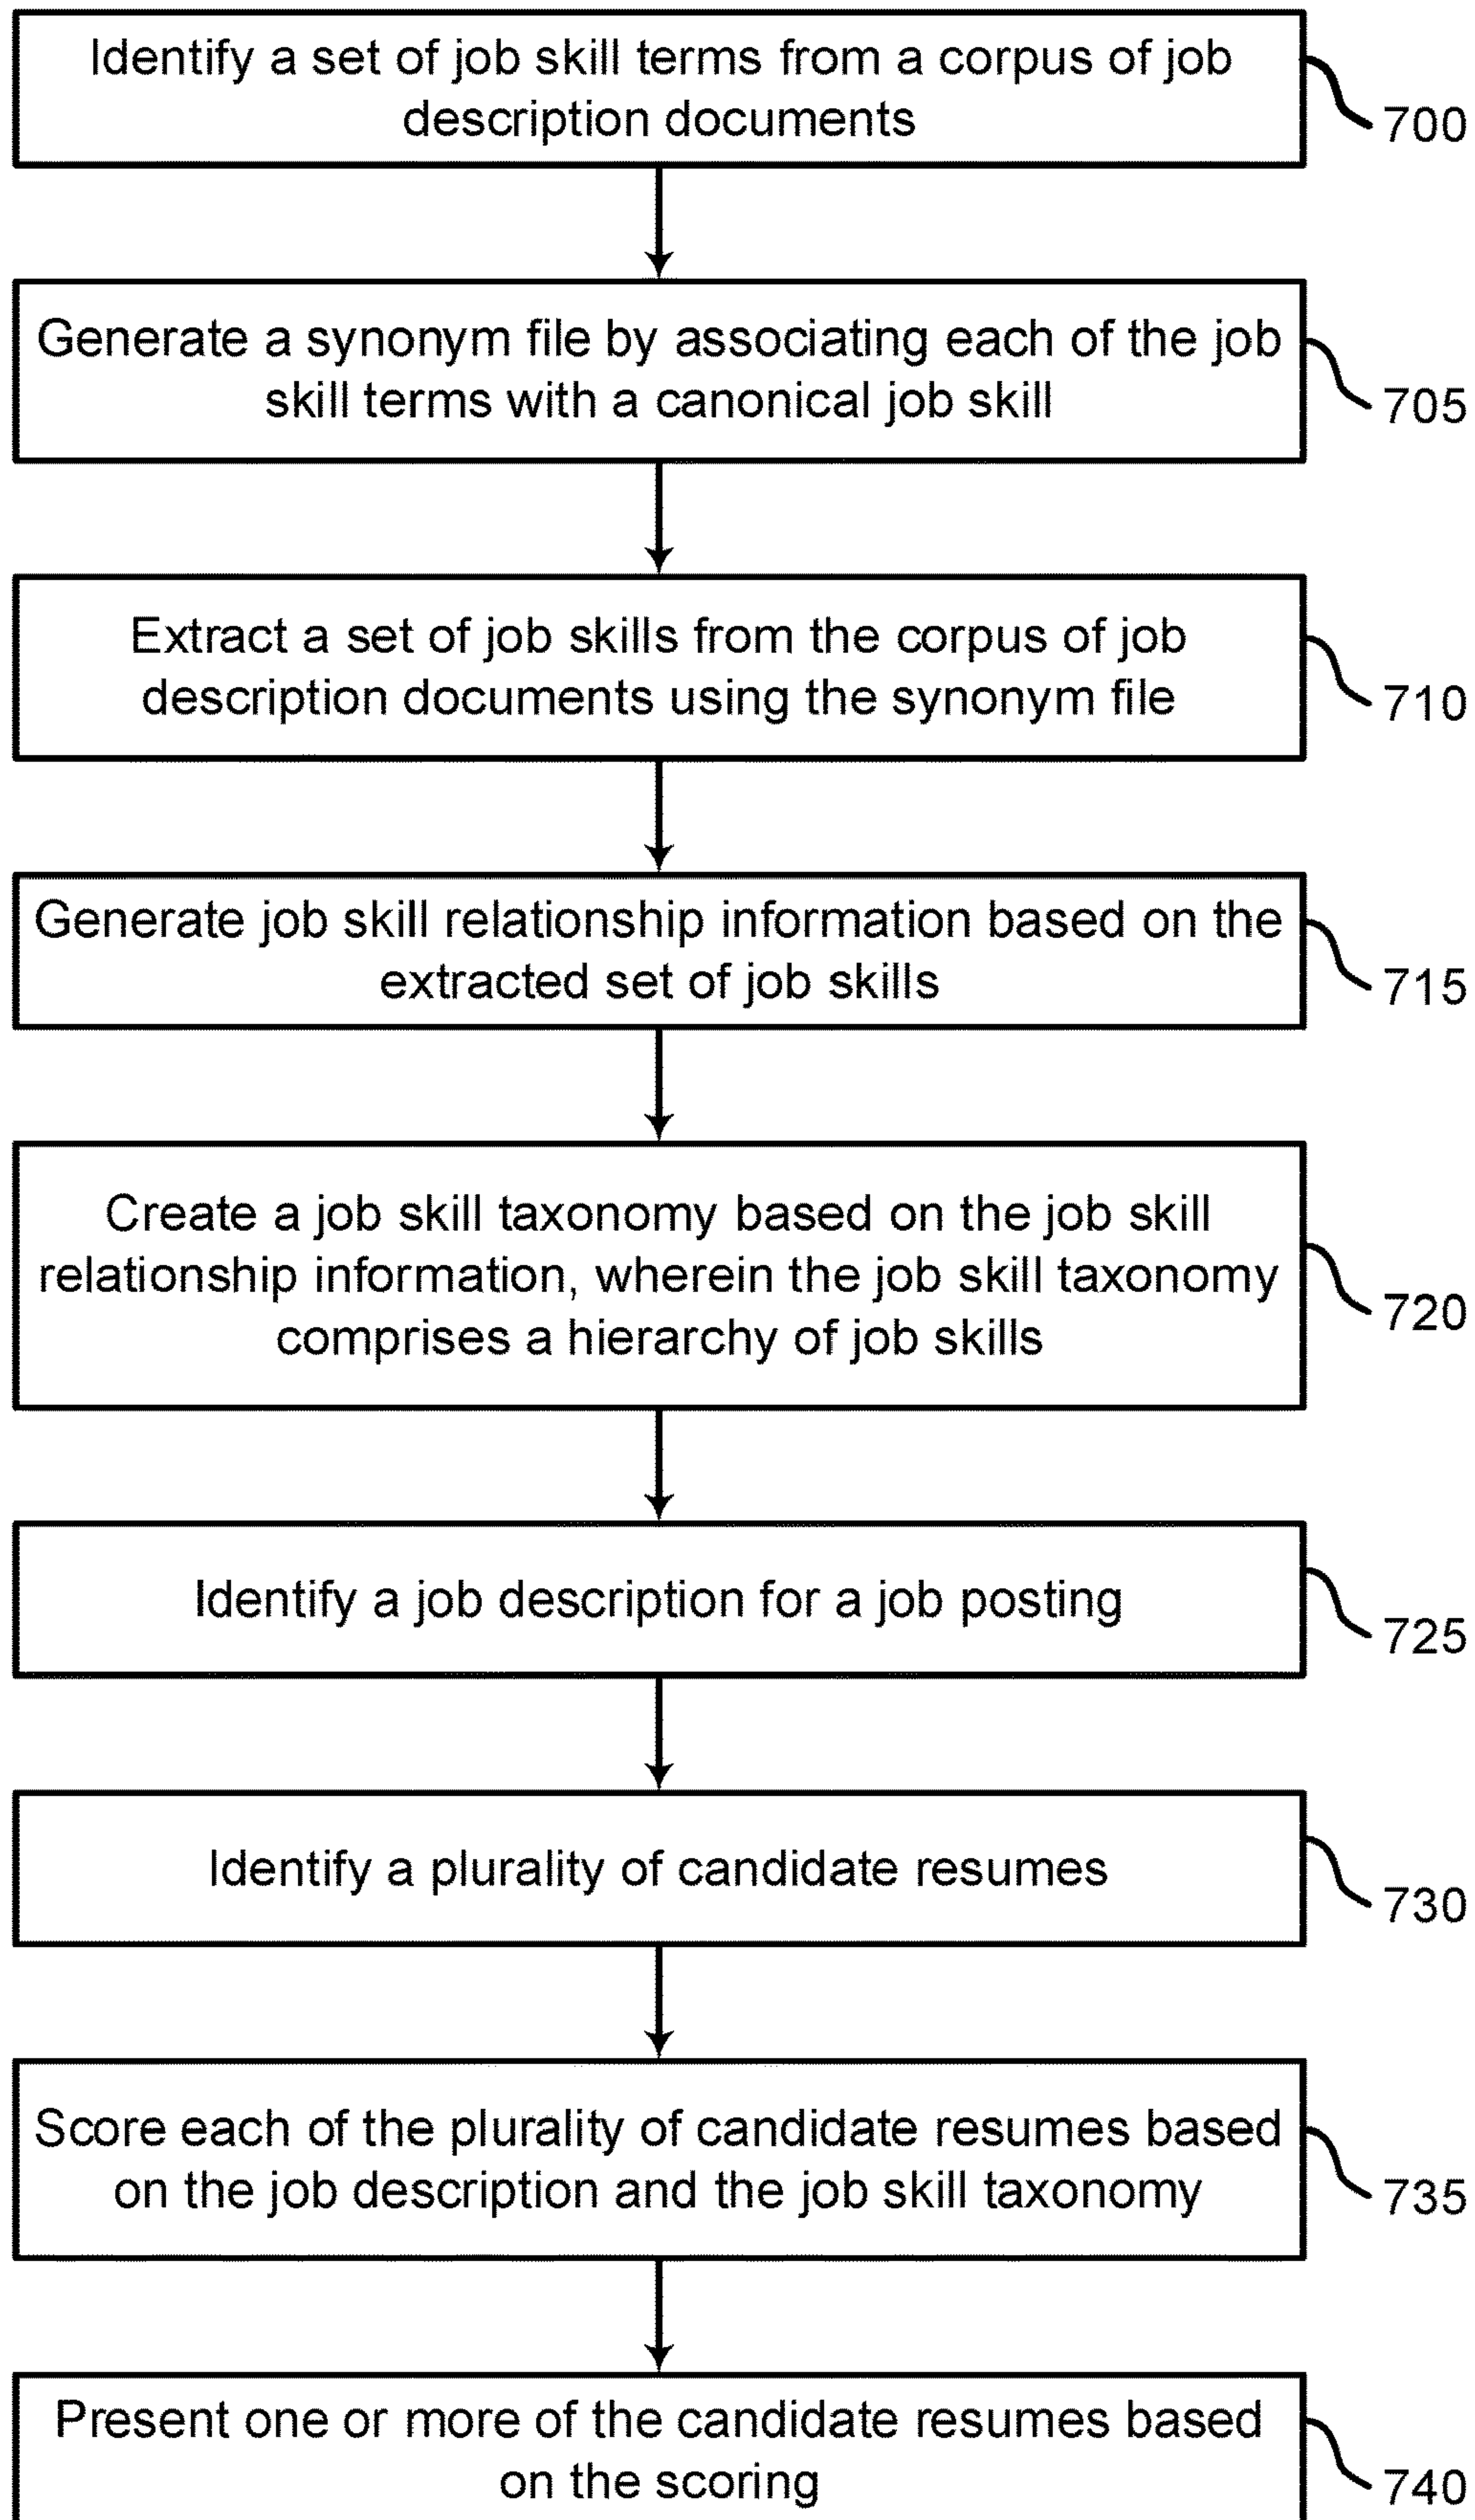 Identify a set of job skill terms from a corpus of job
description documents
700
Generate a synonym file by associating each of the job
skill terms with a canonical job skill
705
Extract a set of job skills from the corpus of job
description documents using the synonym file
710
Generate job skill relationship information based on the
extracted set of job skills
715
Create a job skill taxonomy based on the job skill
relationship information, wherein the job skill taxonomy
comprises a hierarchy of job skills
720
Identify a job description for a job posting
725
Identify a plurality of candidate resumes
730
Score each of the plurality of candidate resumes based
on the job description and the job skill taxonomy
735
Present one or more of the candidate resumes based
on the scoring
740